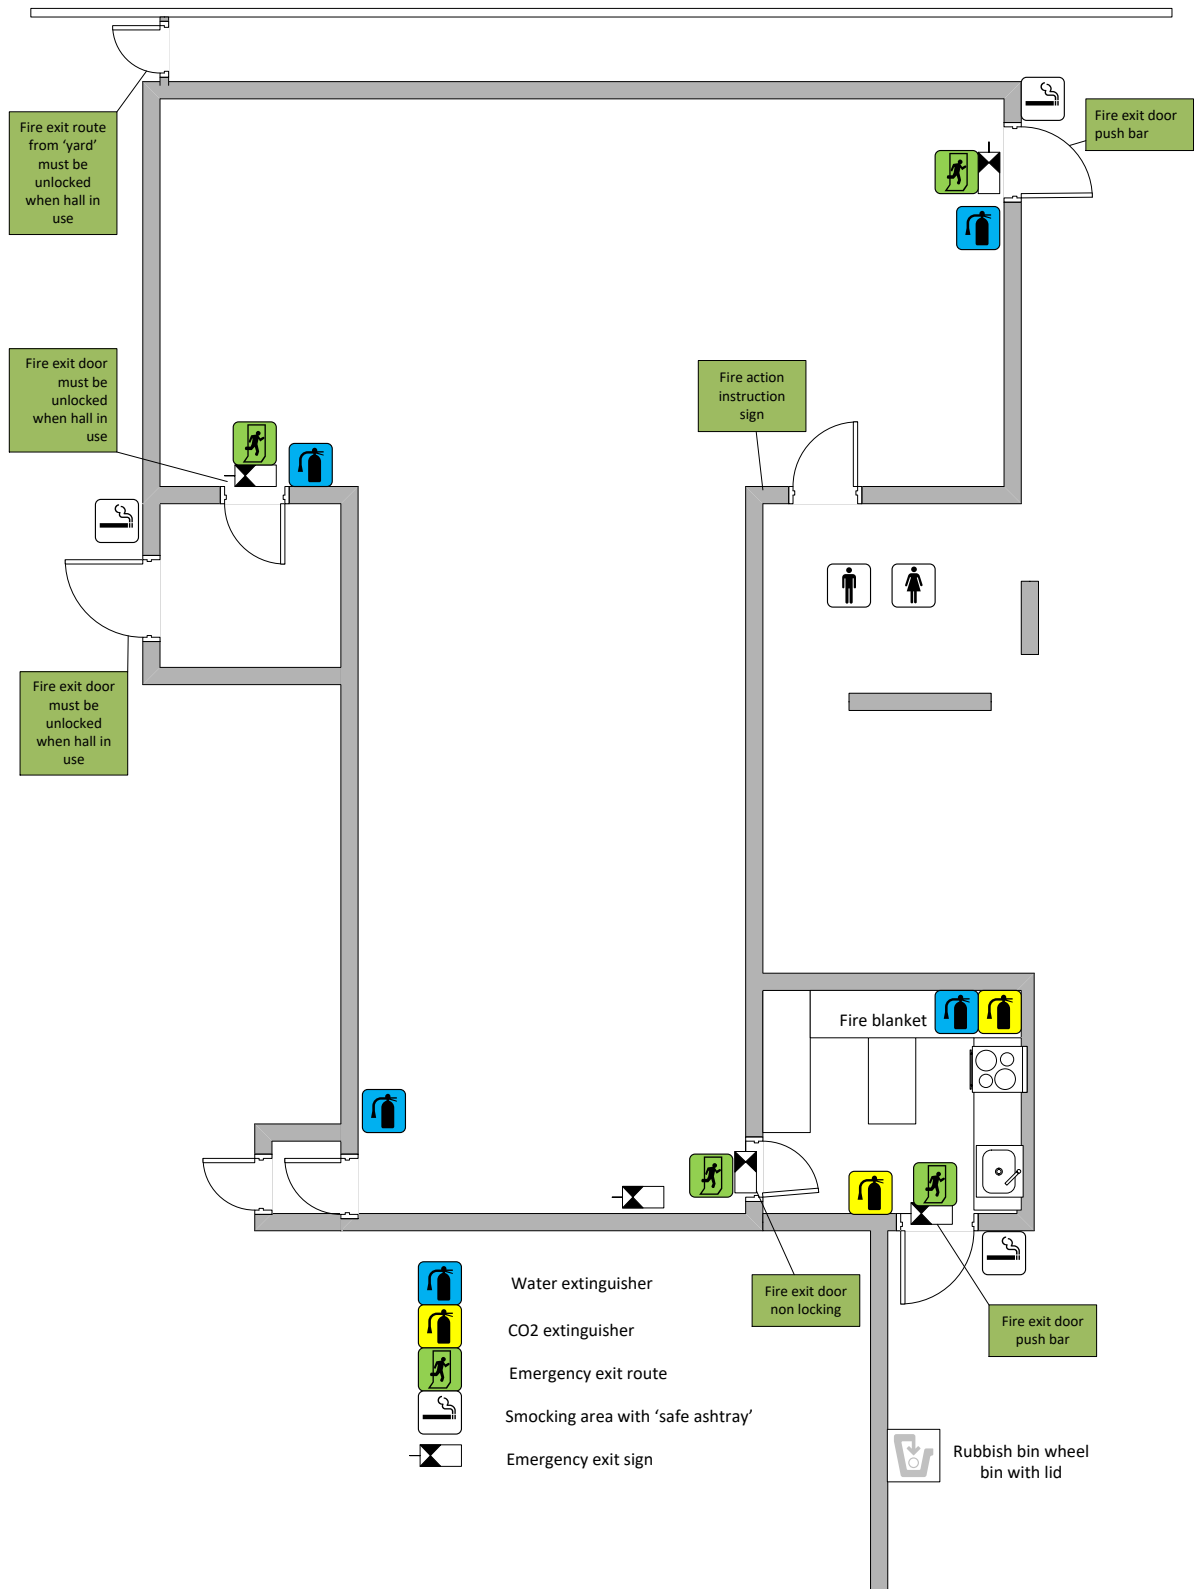 Fire exit route
from ‘yard’
must be
unlocked
when hall in
use
Fire exit door
push bar
Fire exit door
must be
unlocked
when hall in
use
Fire action
instruction
sign
Fire exit door
must be
unlocked
when hall in
use
Fire blanket
Fire exit door
non locking
Fire exit door
push bar
Water extinguisher
CO2 extinguisher
Emergency exit route
Smocking area with ‘safe ashtray’
Emergency exit sign
Rubbish bin wheel
bin with lid